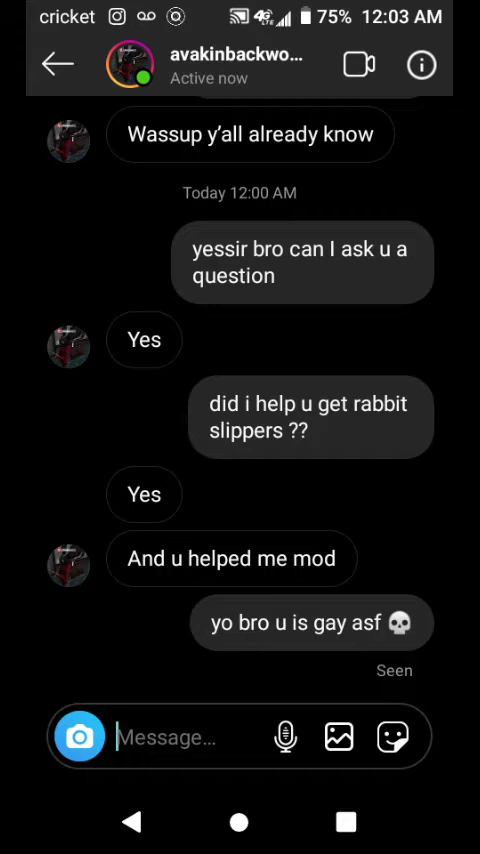 cricket 4G LTE 75% 12:03 AM
avakinbackwo...
Active now
Wassup y'all already know
Today 12:00 AM
yessir bro can I ask u a
question
Yes
did i help u get rabbit
slippers ??
Yes
And u helped me mod
yo bro u is gay asf 💀
Seen
Message...